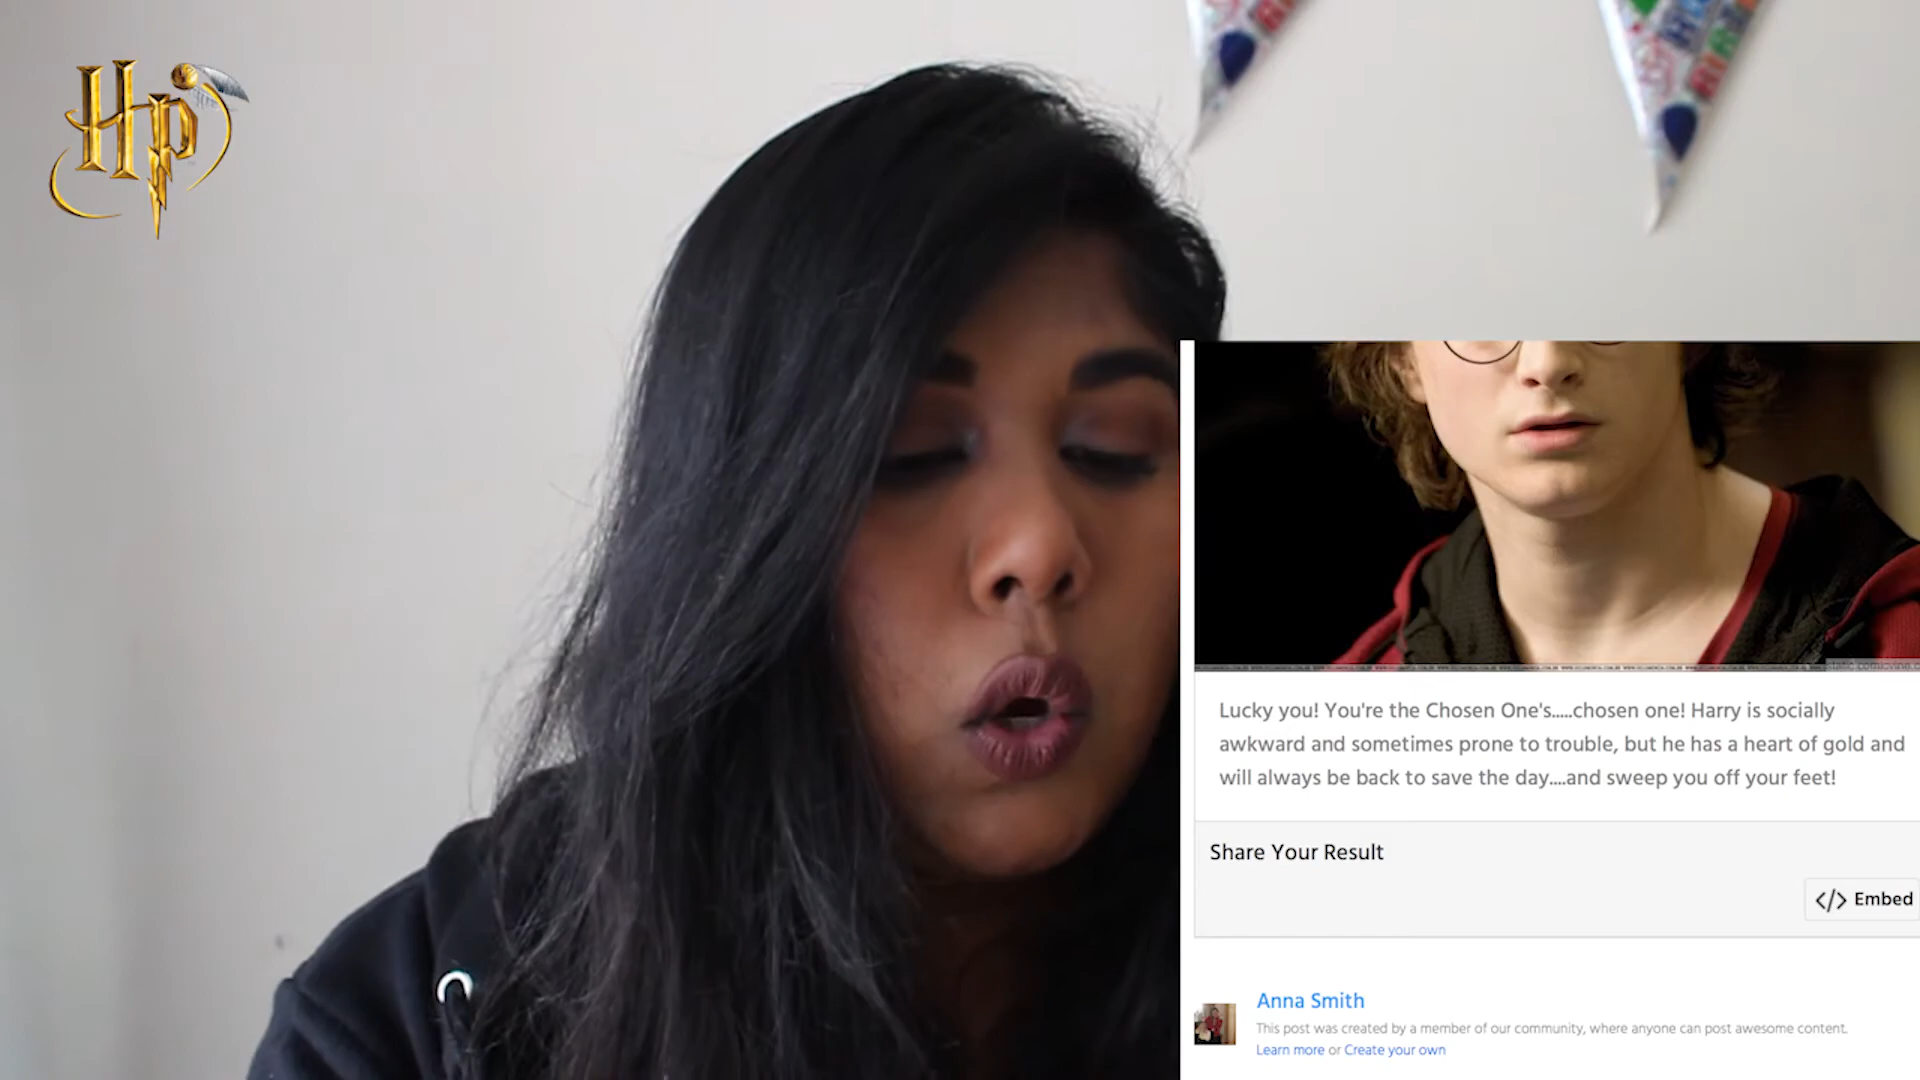 Hp
Lucky you! You're the Chosen One's.....chosen one! Harry is socially
awkward and sometimes prone to trouble, but he has a heart of gold and
will always be back to save the day....and sweep you off your feet!
Share Your Result
</> Embed
Anna Smith
This post was created by a member of our community, where anyone can post awesome content.
Learn more or Create your own